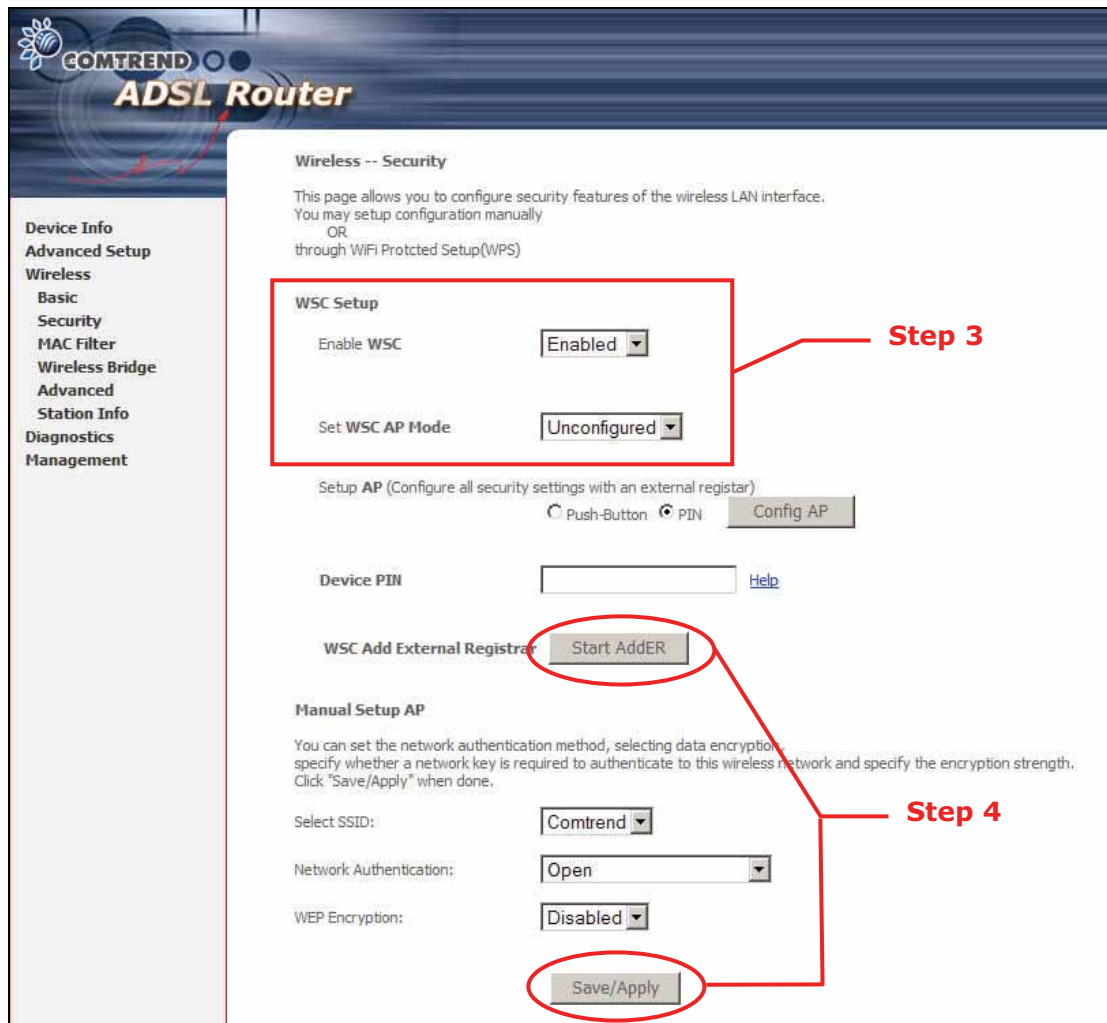 COMTREND
ADSL Router
Device Info
Advanced Setup
Wireless
Basic
Security
MAC Filter
Wireless Bridge
Advanced
Station Info
Diagnostics
Management
Wireless -- Security
This page allows you to configure security features of the wireless LAN interface.
You may setup configuration manually
OR
through WiFi Protcted Setup(WPS)
WSC Setup
Enable WSC Enabled
Step 3
Set WSC AP Mode Unconfigured
Setup AP (Configure all security settings with an external registar)
Push-Button PIN Config AP
Device PIN Help
WSC Add External Registrar Start AddER
Manual Setup AP
You can set the network authentication method, selecting data encryption,
specify whether a network key is required to authenticate to this wireless network and specify the encryption strength.
Click "Save/Apply" when done.
Step 4
Select SSID: Comtrend
Network Authentication: Open
WEP Encryption: Disabled
Save/Apply